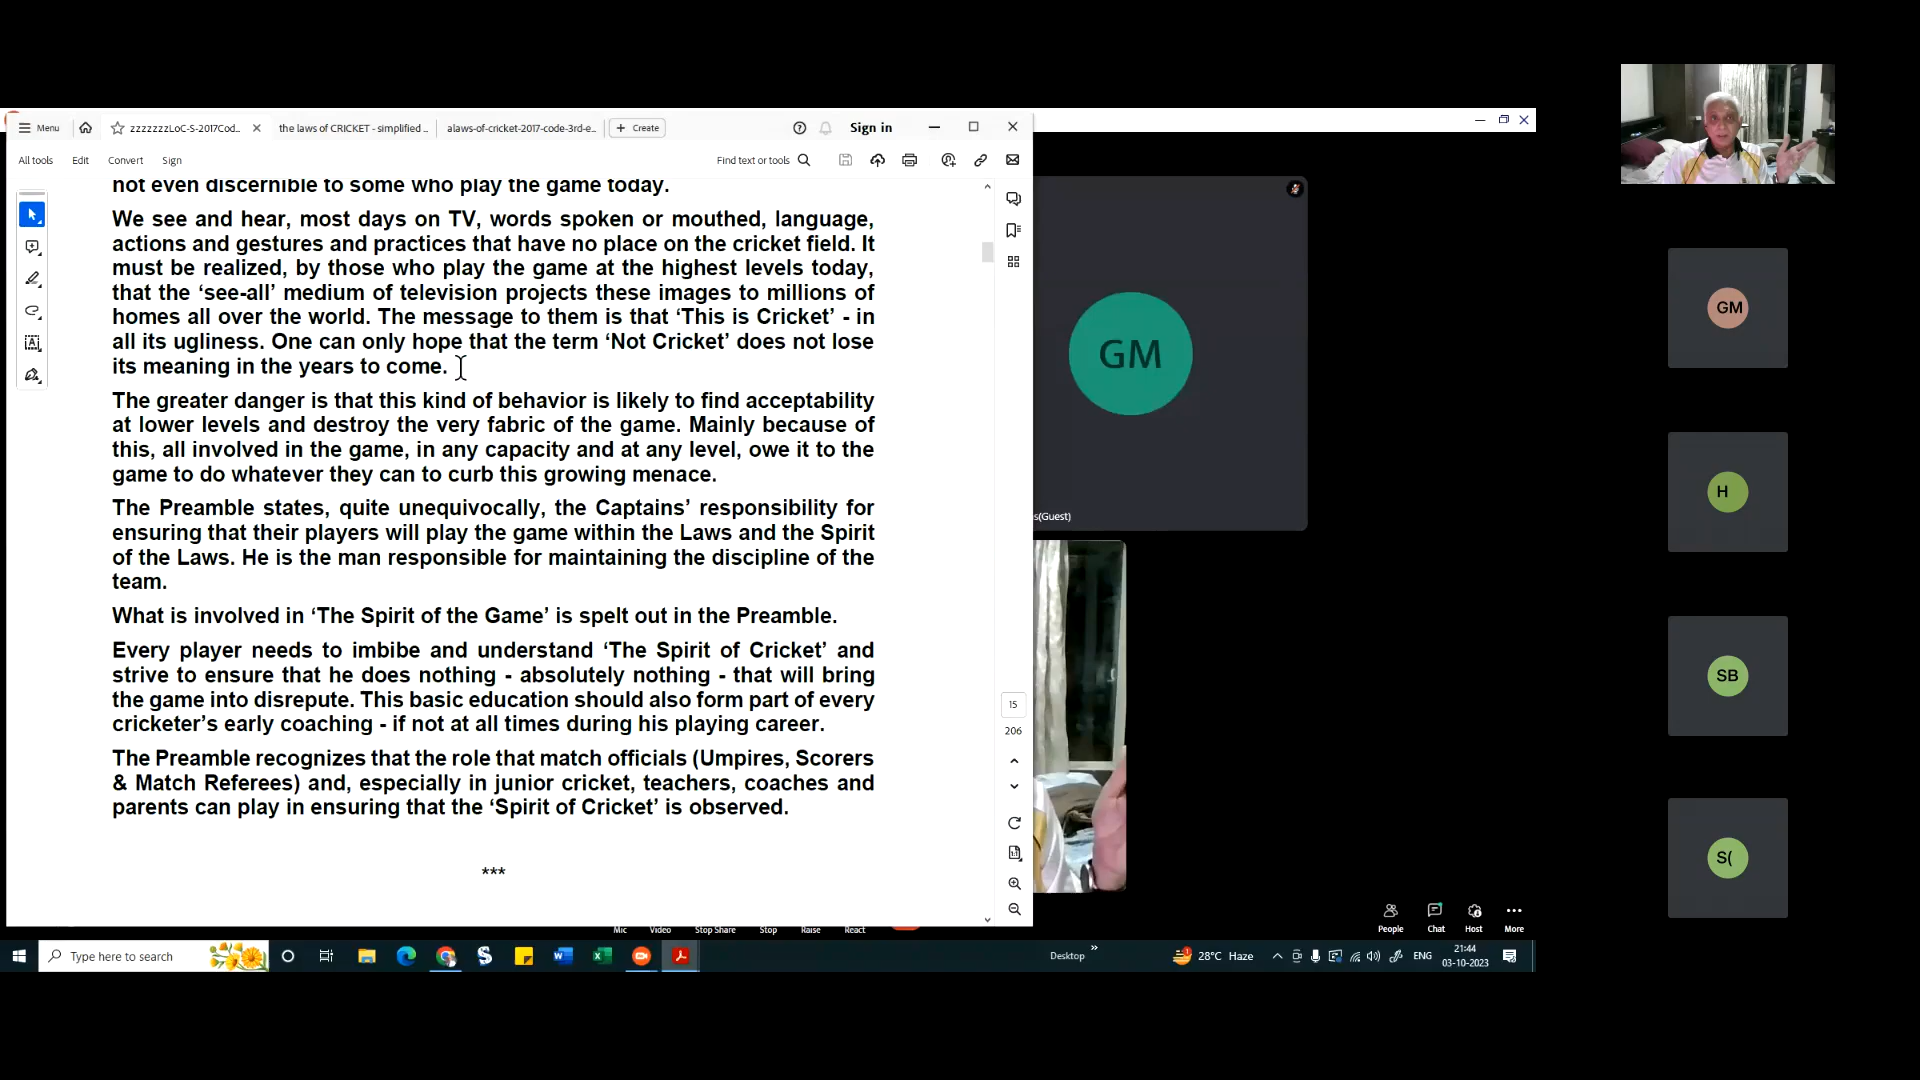 Menu
zzzzzzzLoC-S-2017Cod...
the laws of CRICKET - simplified ...
alaws-of-cricket-2017-code-3rd-e...
Create
Sign in
All tools
Edit
Convert
Sign
Find text or tools
not even discernible to some who play the game today.
We see and hear, most days on TV, words spoken or mouthed, language,
actions and gestures and practices that have no place on the cricket field. It
must be realized, by those who play the game at the highest levels today,
that the ‘see-all’ medium of television projects these images to millions of
homes all over the world. The message to them is that ‘This is Cricket’ - in
all its ugliness. One can only hope that the term ‘Not Cricket’ does not lose
its meaning in the years to come.
The greater danger is that this kind of behavior is likely to find acceptability
at lower levels and destroy the very fabric of the game. Mainly because of
this, all involved in the game, in any capacity and at any level, owe it to the
game to do whatever they can to curb this growing menace.
The Preamble states, quite unequivocally, the Captains’ responsibility for
ensuring that their players will play the game within the Laws and the Spirit
of the Laws. He is the man responsible for maintaining the discipline of the
team.
What is involved in ‘The Spirit of the Game’ is spelt out in the Preamble.
Every player needs to imbibe and understand ‘The Spirit of Cricket’ and
strive to ensure that he does nothing - absolutely nothing - that will bring
the game into disrepute. This basic education should also form part of every
cricketer’s early coaching - if not at all times during his playing career.
The Preamble recognizes that the role that match officials (Umpires, Scorers
& Match Referees) and, especially in junior cricket, teachers, coaches and
parents can play in ensuring that the ‘Spirit of Cricket’ is observed.
***
15
206
GM
s(Guest)
GM
H
SB
S(
Mic
Video
Stop Share
Stop
Raise
React
People
Chat
Host
More
Type here to search
Desktop
28°C Haze
ENG
21:44
03-10-2023